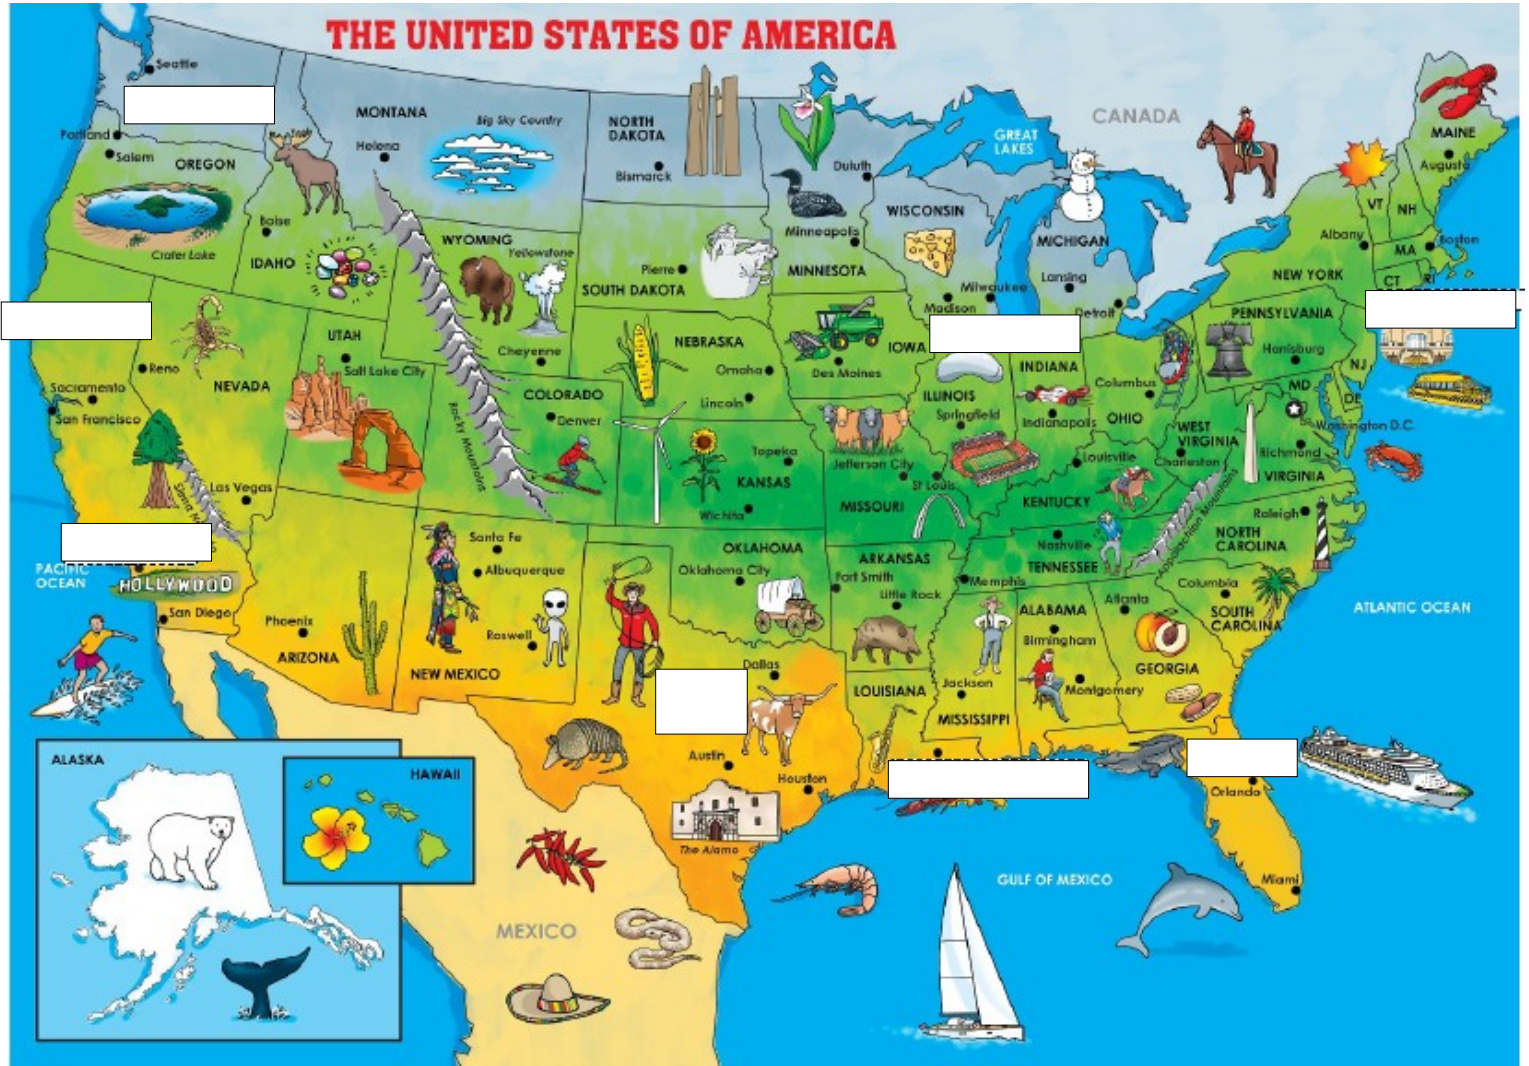 THE UNITED STATES OF AMERICA
Seattle
Portland
Salem
OREGON
Crater Lake
MONTANA
Helena
Big Sky Country
NORTH
DAKOTA
Bismarck
Duluth
GREAT
LAKES
CANADA
MAINE
Augusta
VT
NH
Albany
MA
Boston
CT
RI
NEW YORK
Boise
IDAHO
WYOMING
Yellowstone
Cheyenne
Pierre
SOUTH DAKOTA
Minneapolis
MINNESOTA
WISCONSIN
Milwaukee
Madison
MICHIGAN
Lansing
Detroit
PENNSYLVANIA
Harrisburg
NJ
MD
DE
Washington D.C.
UTAH
Salt Lake City
Reno
NEVADA
Sacramento
San Francisco
Las Vegas
COLORADO
Denver
Rocky Mountains
NEBRASKA
Omaha
Lincoln
IOWA
Des Moines
ILLINOIS
Springfield
INDIANA
Indianapolis
Columbus
OHIO
WEST
VIRGINIA
Charleston
Richmond
VIRGINIA
Topeka
KANSAS
Wichita
Jefferson City
St Louis
MISSOURI
Louisville
KENTUCKY
Appalachian Mountains
Raleigh
NORTH
CAROLINA
PACIFIC
OCEAN
HOLLYWOOD
San Diego
Phoenix
ARIZONA
Santa Fe
Albuquerque
Roswell
NEW MEXICO
OKLAHOMA
Oklahoma City
ARKANSAS
Fort Smith
Little Rock
Nashville
TENNESSEE
Memphis
Columbia
SOUTH
CAROLINA
ATLANTIC OCEAN
ALABAMA
Birmingham
Montgomery
Atlanta
GEORGIA
Dallas
Austin
Houston
The Alamo
LOUISIANA
Jackson
MISSISSIPPI
Orlando
Miami
GULF OF MEXICO
MEXICO
ALASKA
HAWAII